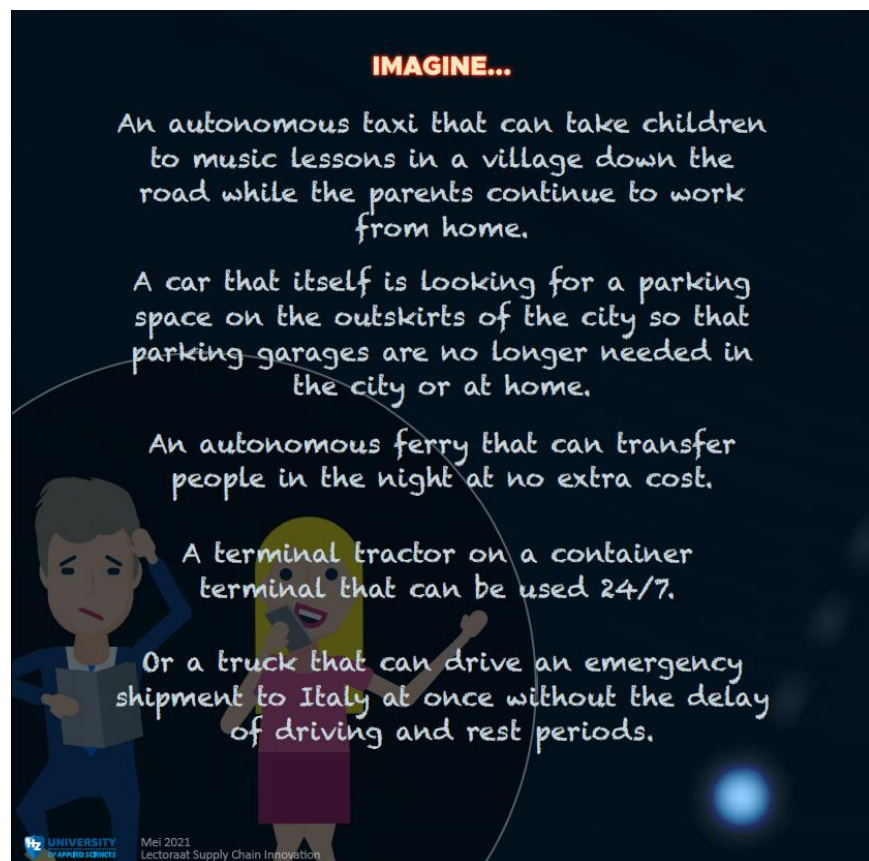 IMAGINE...
An autonomous taxi that can take children
to music lessons in a village down the
road while the parents continue to work
from home.
A car that itself is looking for a parking
space on the outskirts of the city so that
parking garages are no longer needed in
the city or at home.
An autonomous ferry that can transfer
people in the night at no extra cost.
A terminal tractor on a container
terminal that can be used 24/7.
Or a truck that can drive an emergency
shipment to Italy at once without the delay
of driving and rest periods.
HZ UNIVERSITY
OF APPLIED SCIENCES
Mei 2021
Lectoraat Supply Chain Innovation